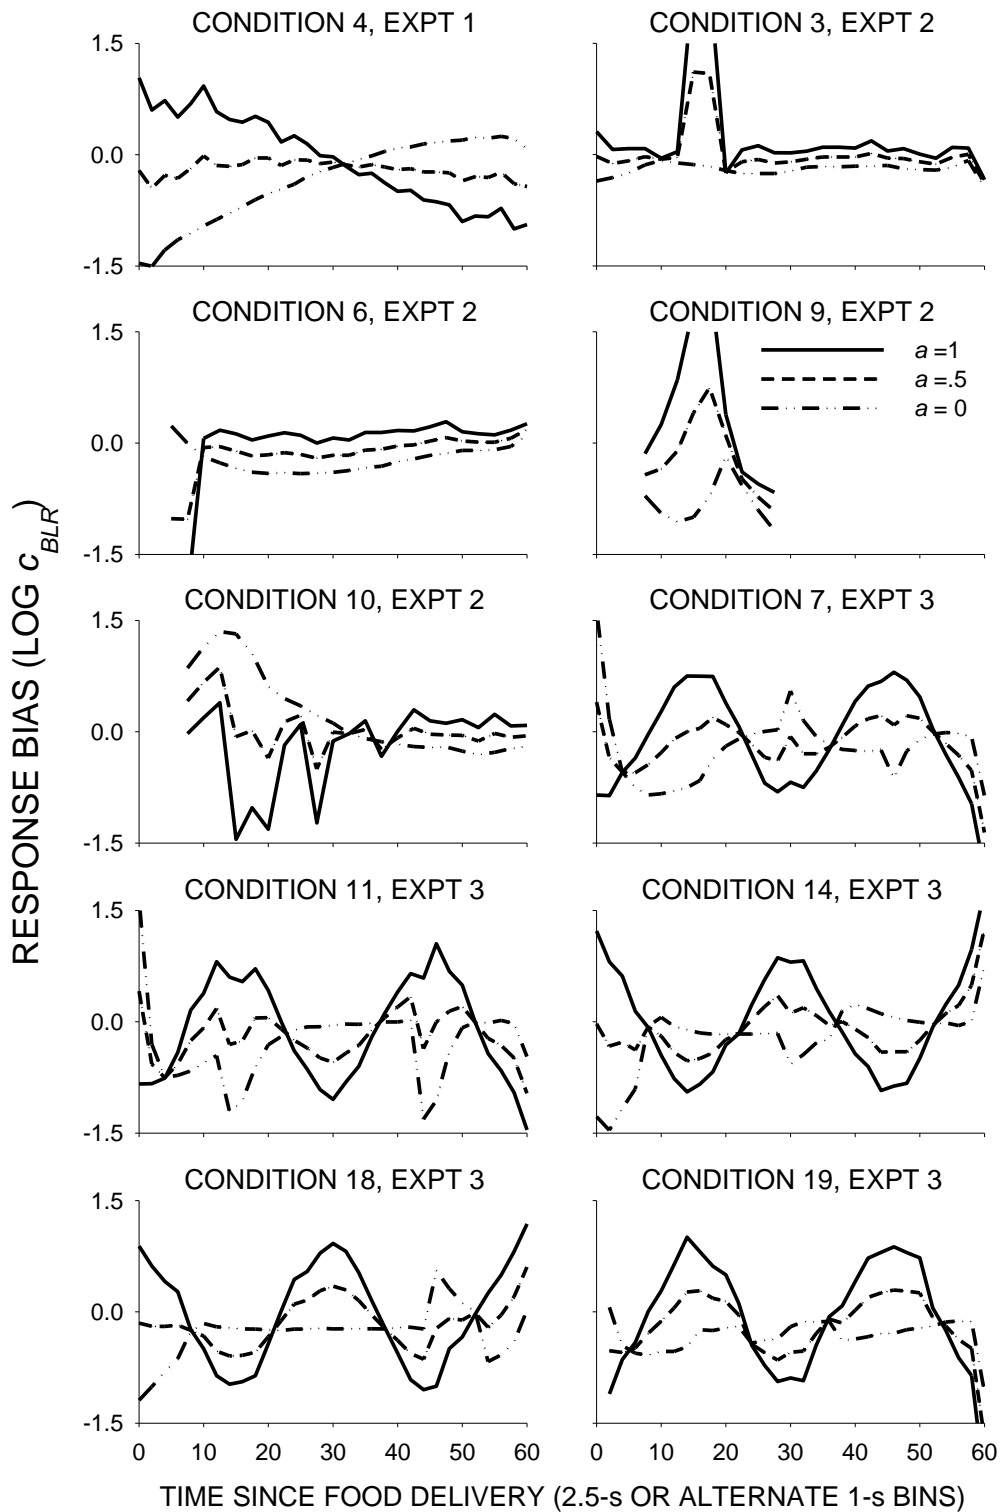 CONDITION 4, EXPT 1
CONDITION 3, EXPT 2
1.5
0.0
-1.5
CONDITION 6, EXPT 2
CONDITION 9, EXPT 2
1.5
0.0
-1.5
a =1
a =.5
a = 0
CONDITION 10, EXPT 2
CONDITION 7, EXPT 3
1.5
0.0
-1.5
CONDITION 11, EXPT 3
CONDITION 14, EXPT 3
1.5
0.0
-1.5
CONDITION 18, EXPT 3
CONDITION 19, EXPT 3
1.5
0.0
-1.5
0 10 20 30 40 50 60
0 10 20 30 40 50 60
RESPONSE BIAS (LOG c BLR)
TIME SINCE FOOD DELIVERY (2.5-s OR ALTERNATE 1-s BINS)